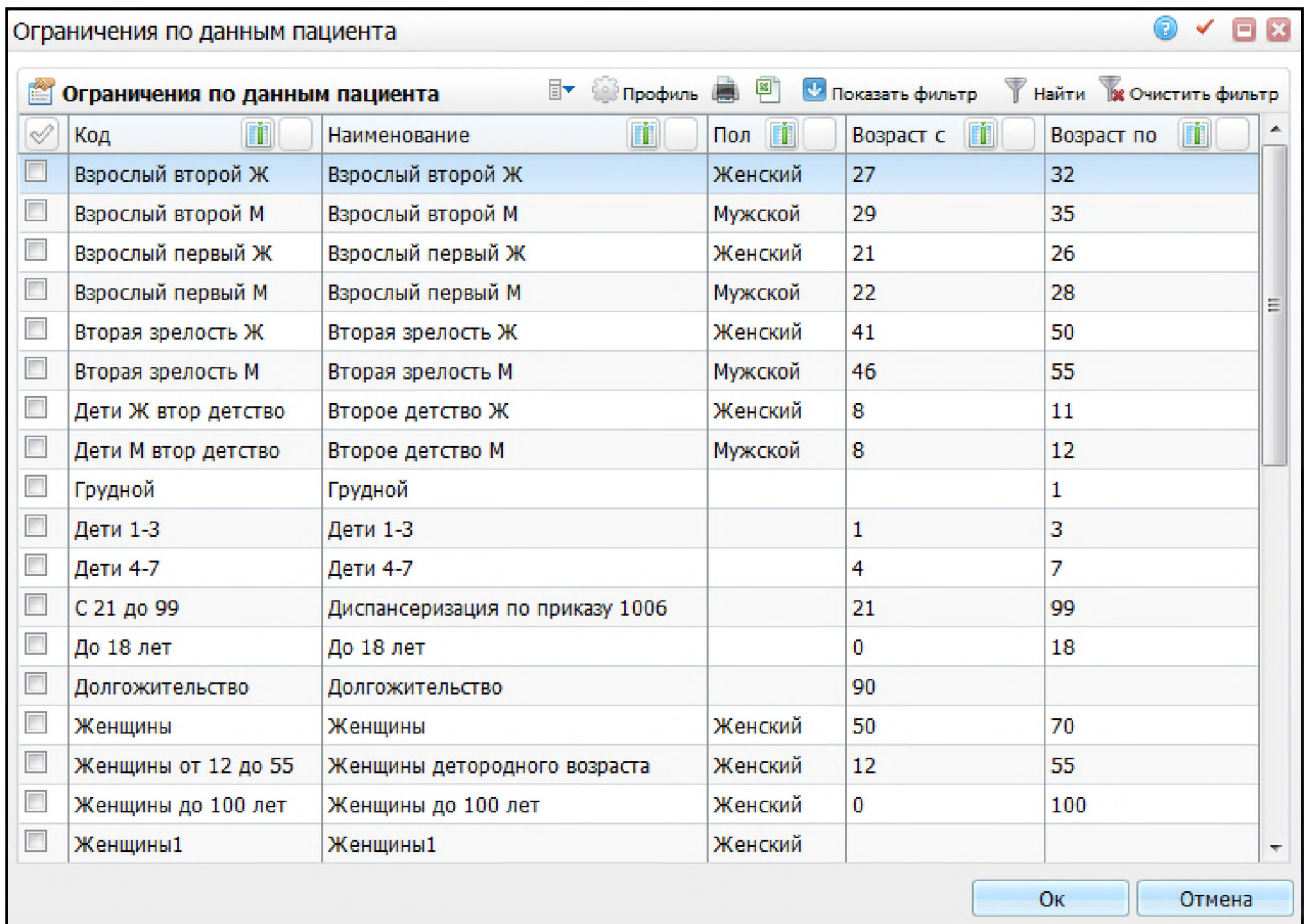 Ограничения по данным пациента
Ограничения по данным пациента Профиль Показать фильтр Найти Очистить фильтр
Код Наименование Пол Возраст с Возраст по
Взрослый второй Ж Взрослый второй Ж Женский 27 32
Взрослый второй М Взрослый второй М Мужской 29 35
Взрослый первый Ж Взрослый первый Ж Женский 21 26
Взрослый первый М Взрослый первый М Мужской 22 28
Вторая зрелость Ж Вторая зрелость Ж Женский 41 50
Вторая зрелость М Вторая зрелость М Мужской 46 55
Дети Ж втор детство Второе детство Ж Женский 8 11
Дети М втор детство Второе детство М Мужской 8 12
Грудной Грудной 1
Дети 1-3 Дети 1-3 1 3
Дети 4-7 Дети 4-7 4 7
С 21 до 99 Диспансеризация по приказу 1006 21 99
До 18 лет До 18 лет 0 18
Долгожительство Долгожительство 90
Женщины Женщины Женский 50 70
Женщины от 12 до 55 Женщины детородного возраста Женский 12 55
Женщины до 100 лет Женщины до 100 лет Женский 0 100
Женщины1 Женщины1 Женский
Ок Отмена